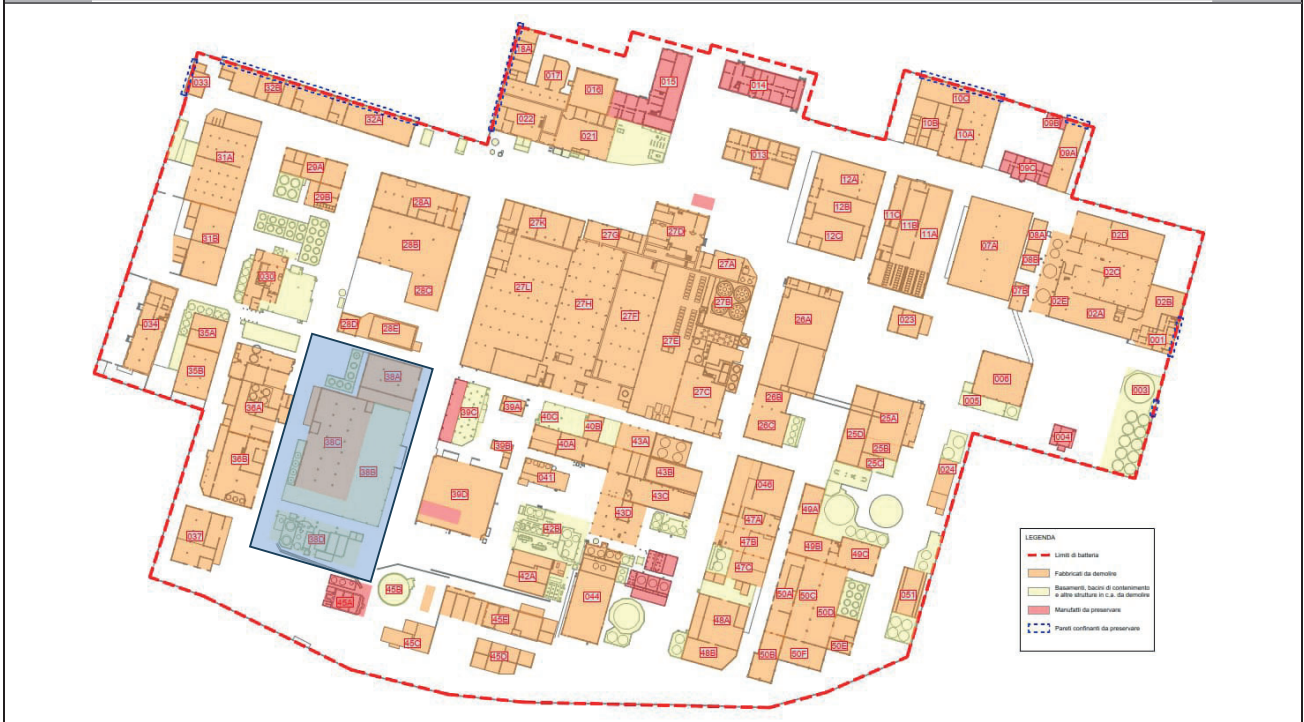 18A
017
016
015
014
033
32B
32A
022
021
013
10C
10B
10A
09B
09A
09C
31A
29A
29B
28A
28B
28C
31B
030
27K
27G
27D
27A
27B
27L
27H
27F
27E
27C
12A
12B
12C
11C
11B
11A
07A
08A
08B
07B
02D
02C
02E
02A
02B
001
034
35A
35B
28D
28E
26A
26B
26C
023
006
005
003
004
36A
36B
38A
38C
38B
38D
39C
39A
39B
40C
40B
40A
43A
43B
43C
43D
041
39D
42B
42A
25A
25D
25B
25C
024
046
47A
47B
47C
49A
49B
49C
037
45A
45B
45C
45E
45D
044
48A
48B
50A
50C
50D
50E
50B
50F
051
LEGENDA
Limiti di batteria
Fabbricati da demolire
Basamenti, bacini di contenimento
e altre strutture in c.a. da demolire
Manufatti da preservare
Pareti confinanti da preservare